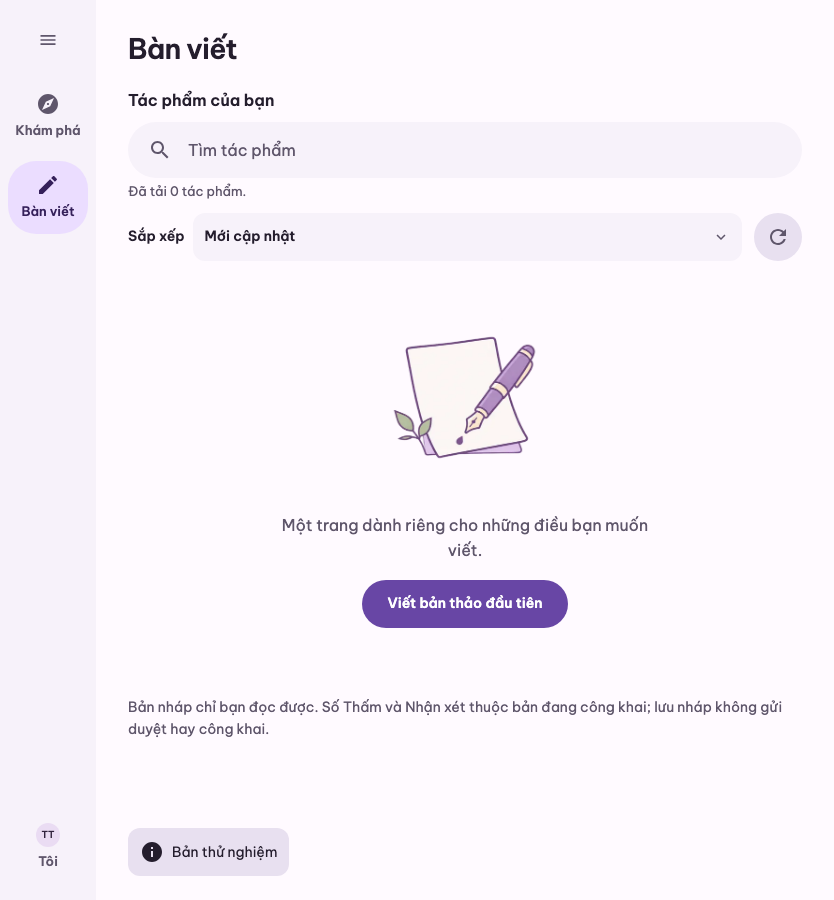 Bàn viết
Tác phẩm của bạn
Khám phá
Tìm tác phẩm
Đã tải 0 tác phẩm.
Bàn viết
Sắp xếp
Mới cập nhật
Một trang dành riêng cho những điều bạn muốn
viết.
Viết bản thảo đầu tiên
Bản nháp chỉ bạn đọc được. Số Thấm và Nhận xét thuộc bản đang công khai; lưu nháp không gửi
duyệt hay công khai.
TT
Tôi
Bản thử nghiệm